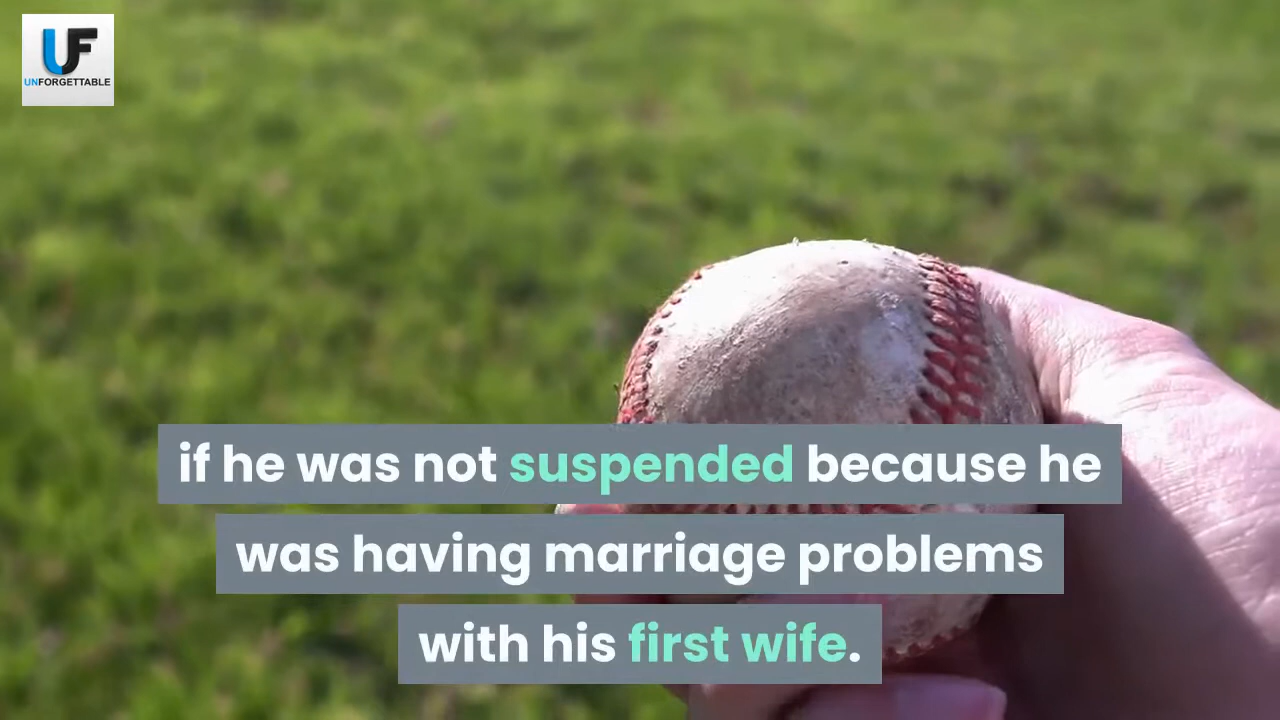 UF
UNFORGETTABLE
if he was not suspended because he
was having marriage problems
with his first wife.